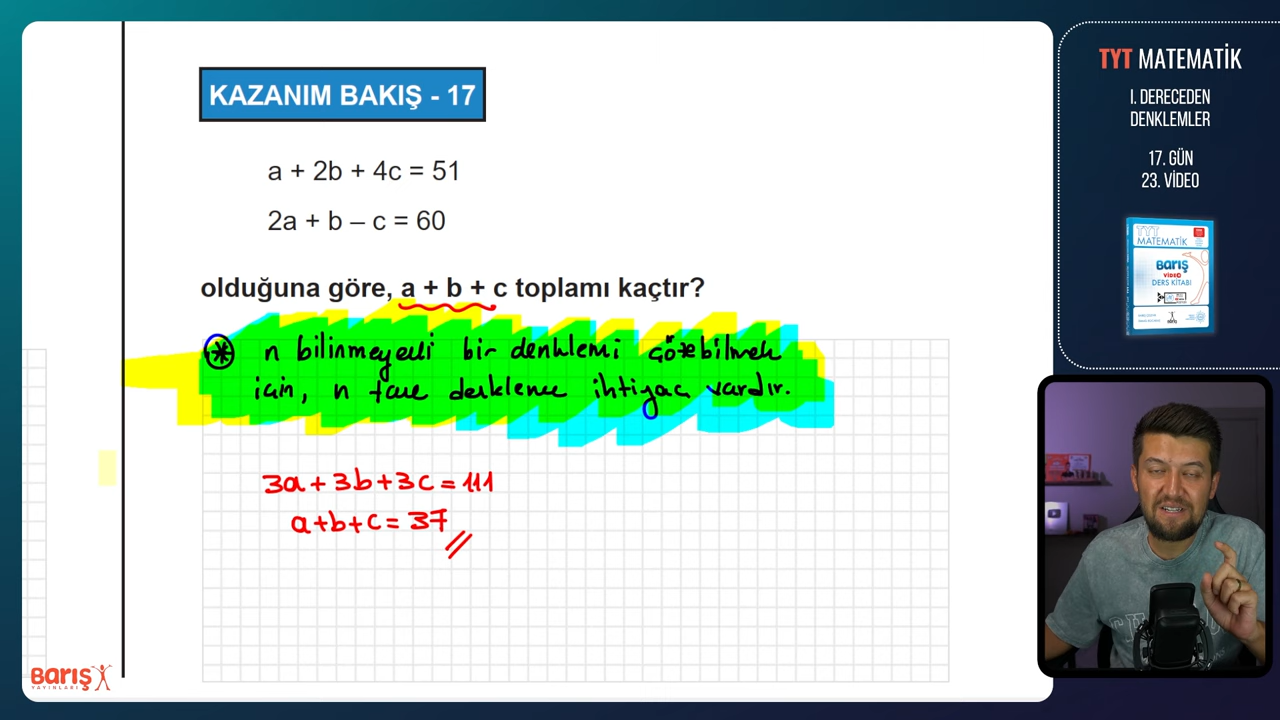 KAZANIM BAKIŞ - 17
a + 2b + 4c = 51
2a + b – c = 60
olduğuna göre, a + b + c toplamı kaçtır?
n bilinmeyenli bir denklemi çözebilmek
için, n tane denkleme ihtiyaç vardır.
3a + 3b + 3c = 111
a + b + c = 37
BARIŞ
YAYINLARI
TYT MATEMATİK
I. DERECEDEN
DENKLEMLER
17. GÜN
23. VİDEO
TYT
MATEMATİK
BARIŞ
VİDEO
DERS KİTABI